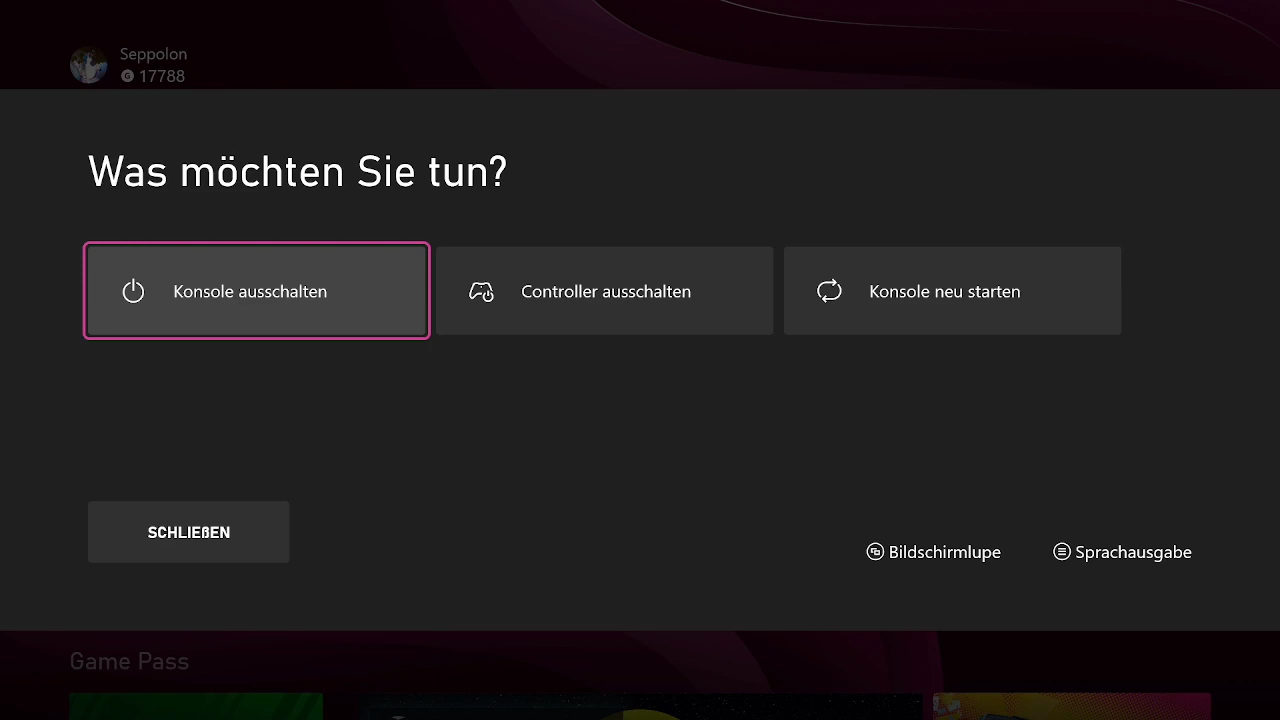 Seppolon
G 17788
Was möchten Sie tun?
Konsole ausschalten
Controller ausschalten
Konsole neu starten
SCHLIEßEN
Bildschirmlupe
Sprachausgabe
Game Pass